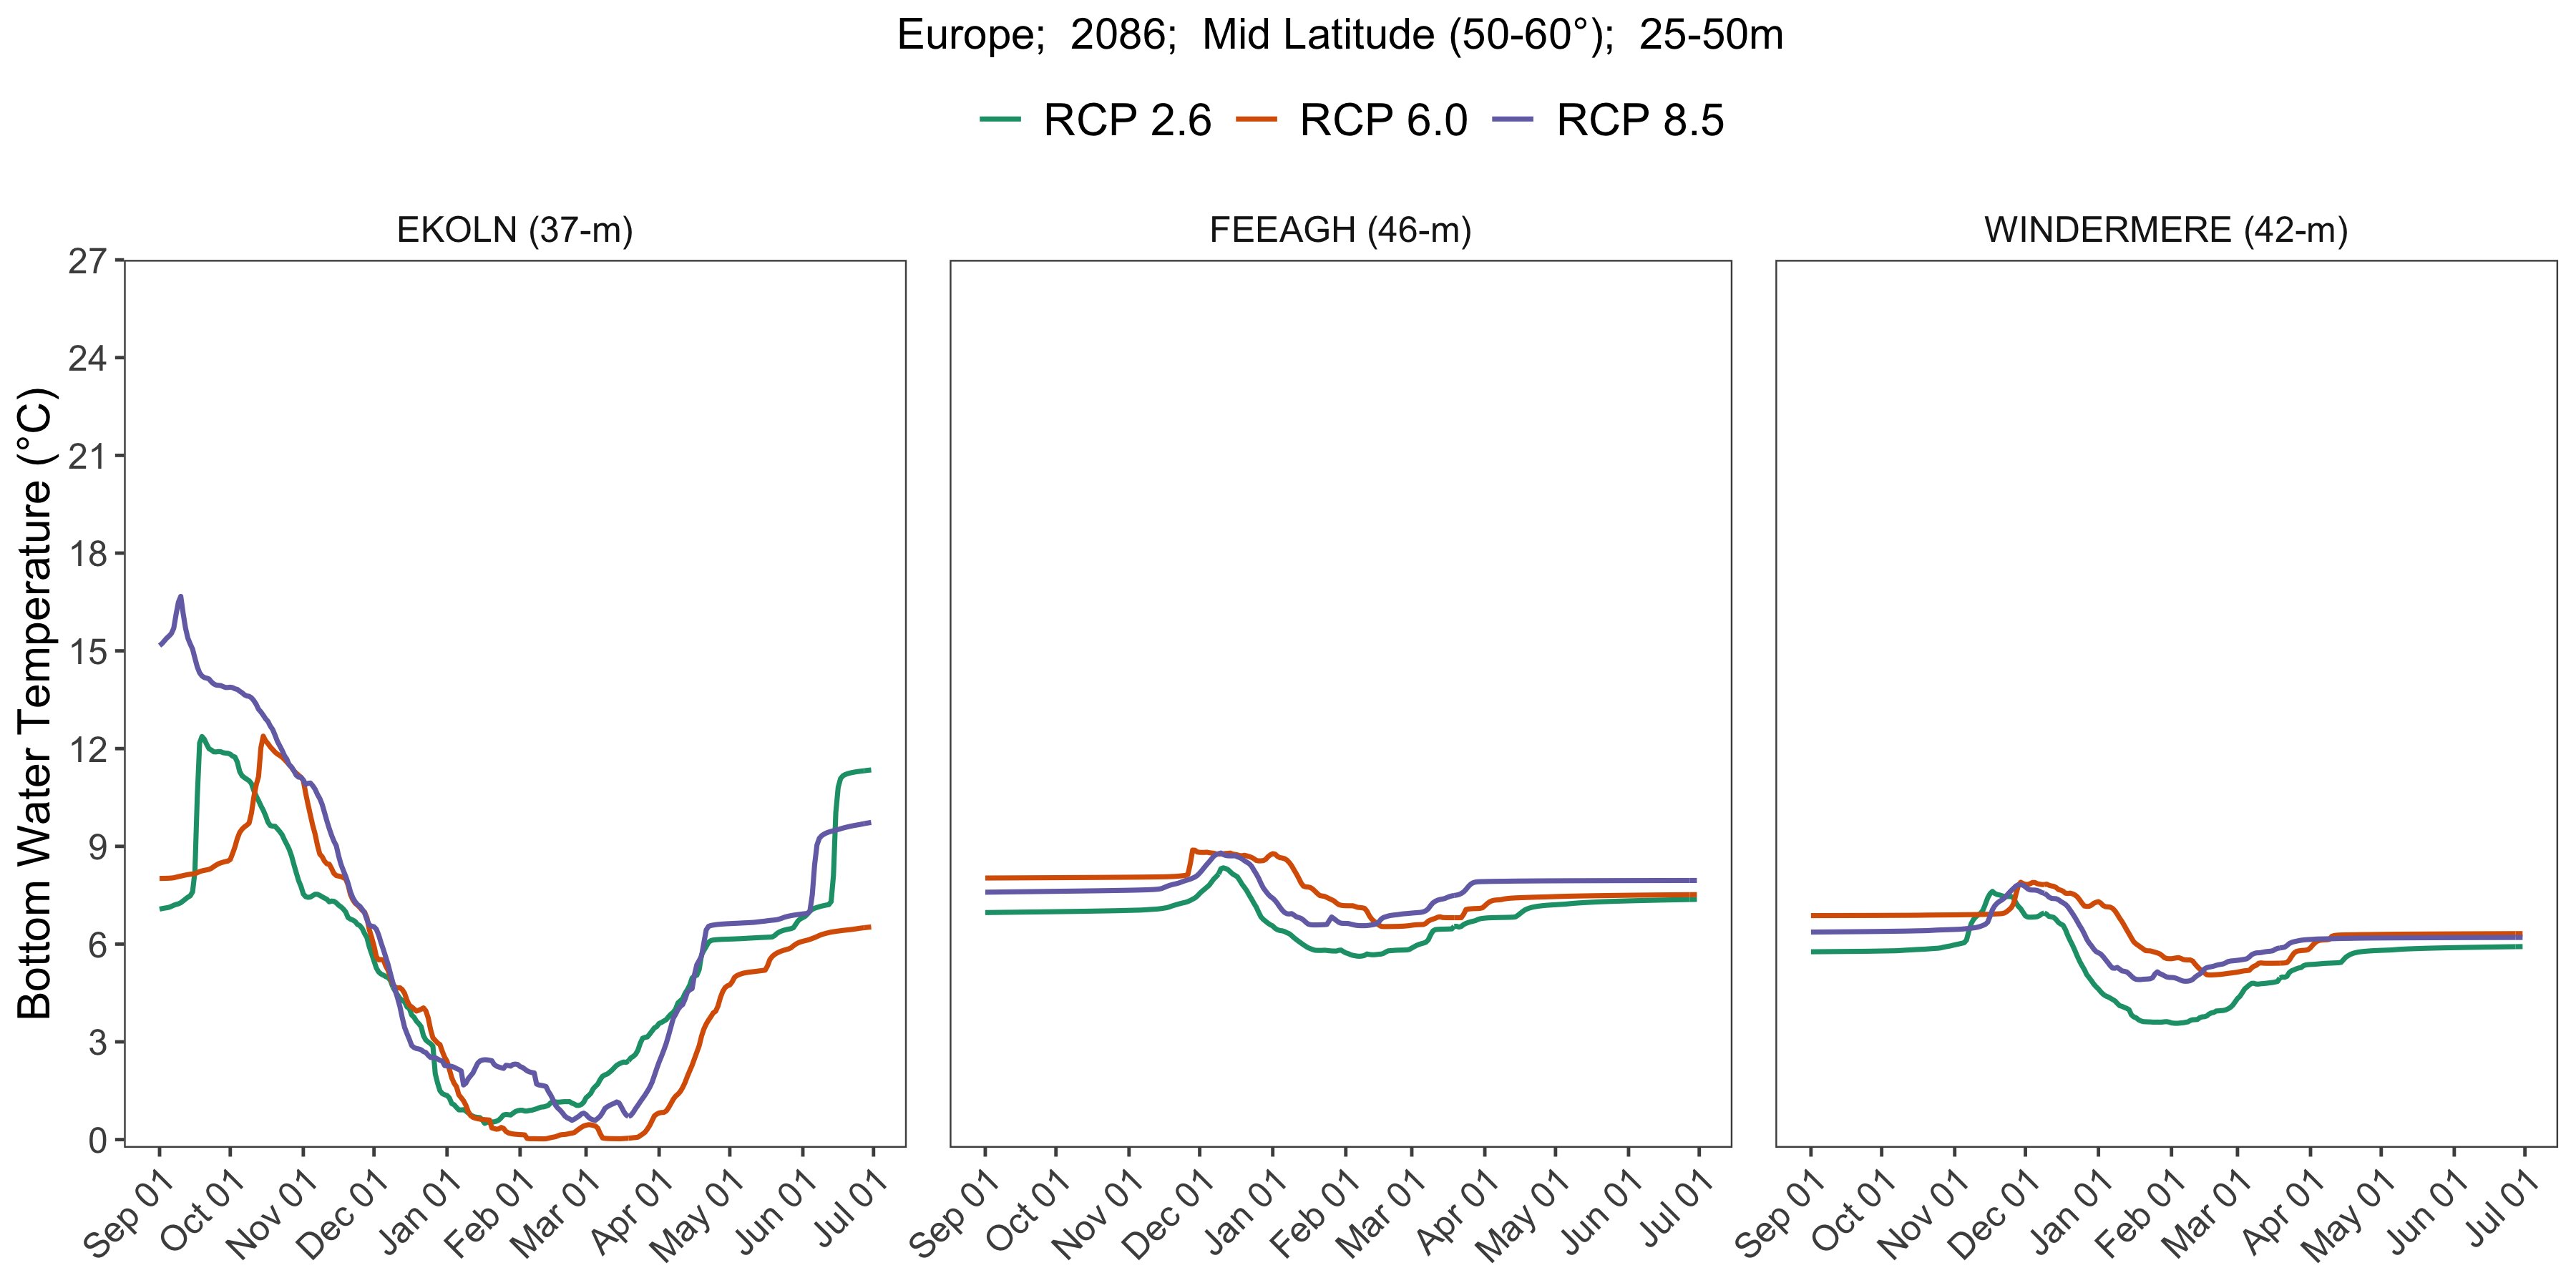 Europe;  2086;  Mid Latitude (50-60°);  25-50m
RCP 2.6 RCP 6.0 RCP 8.5
EKOLN (37-m)
FEEAGH (46-m)
WINDERMERE (42-m)
Bottom Water Temperature (°C)
27
24
21
18
15
12
9
6
3
0
Sep 01 Oct 01 Nov 01 Dec 01 Jan 01 Feb 01 Mar 01 Apr 01 May 01 Jun 01 Jul 01
Sep 01 Oct 01 Nov 01 Dec 01 Jan 01 Feb 01 Mar 01 Apr 01 May 01 Jun 01 Jul 01
Sep 01 Oct 01 Nov 01 Dec 01 Jan 01 Feb 01 Mar 01 Apr 01 May 01 Jun 01 Jul 01